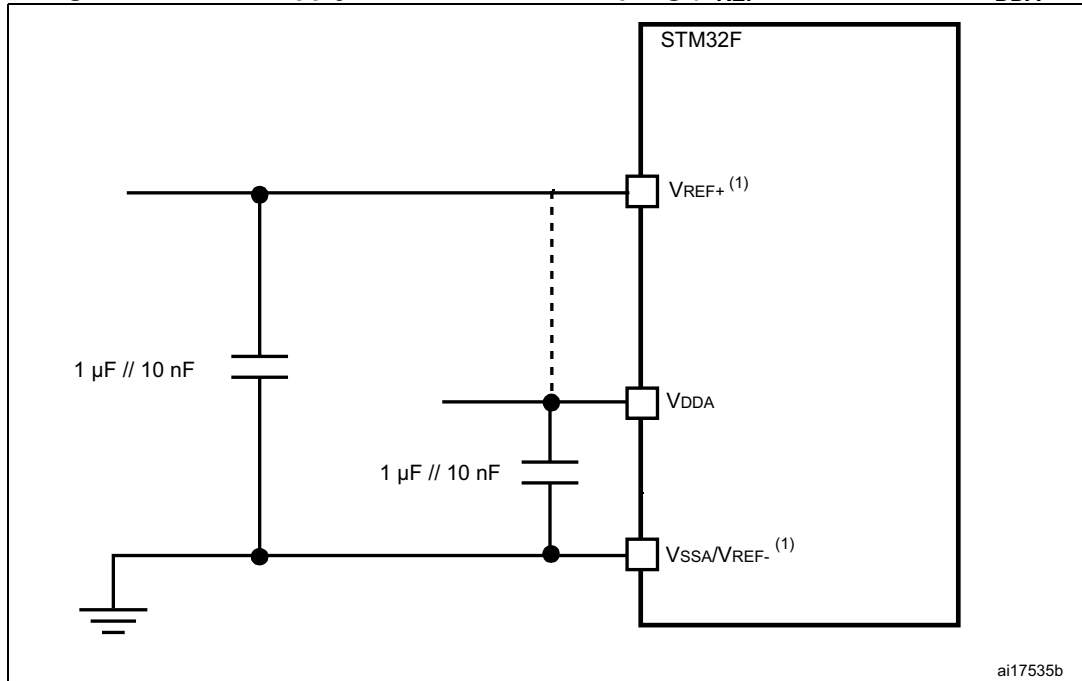 STM32F
VREF+ (1)
1 µF // 10 nF
VDDA
1 µF // 10 nF
VSSA/VREF- (1)
ai17535b